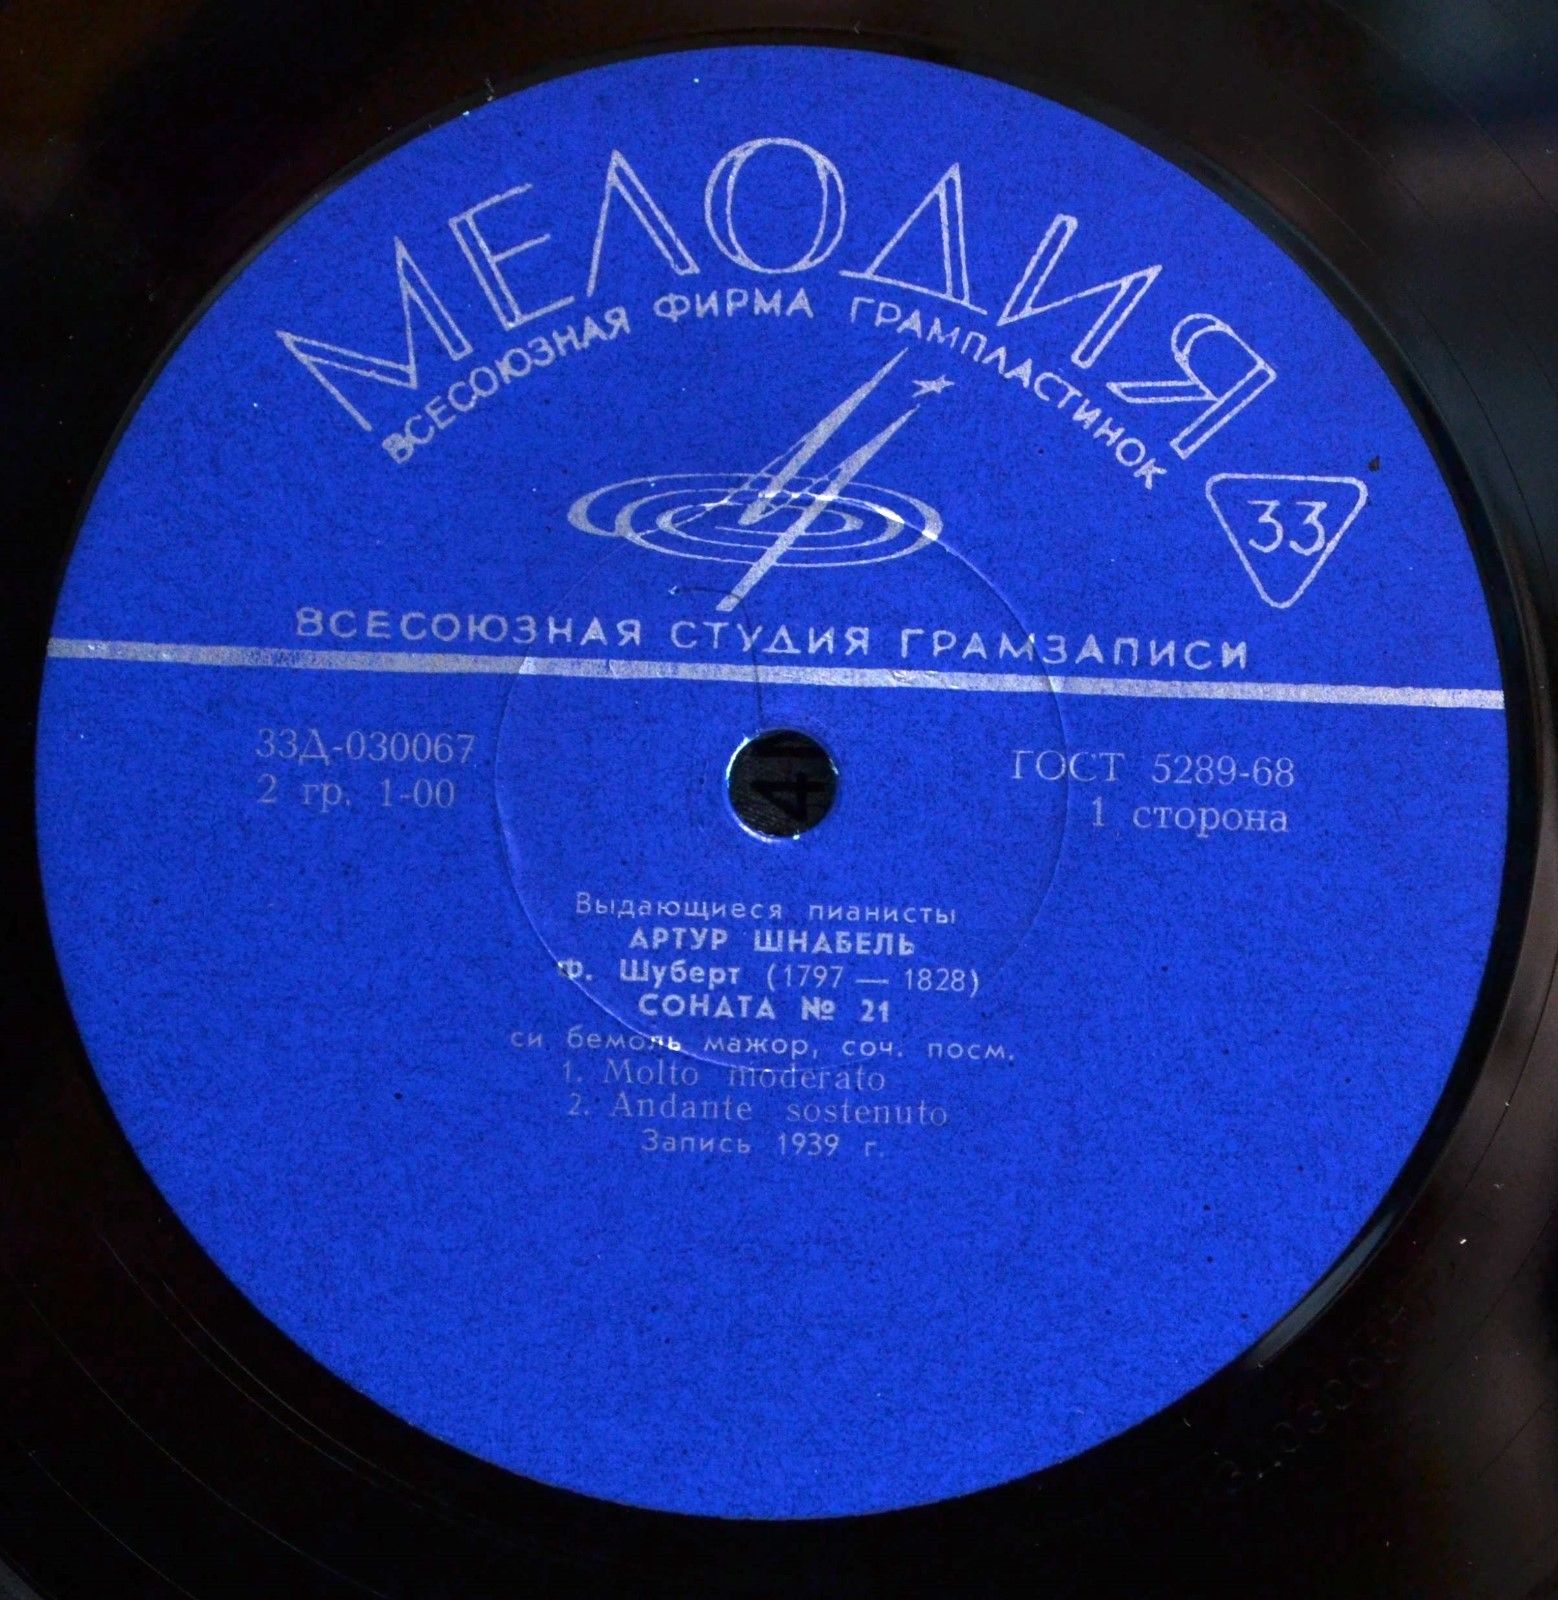 МЕЛОДИЯ
ВСЕСОЮЗНАЯ ФИРМА ГРАМПЛАСТИНОК
33
ВСЕСОЮЗНАЯ СТУДИЯ ГРАМЗАПИСИ
33Д-030067
2 гр. 1-00
ГОСТ 5289-68
1 сторона
Выдающиеся пианисты
АРТУР ШНАБЕЛЬ
Ф. Шуберт (1797 — 1828)
СОНАТА № 21
си бемоль мажор, соч. посм.
1. Molto moderato
2. Andante sostenuto
Запись 1939 г.